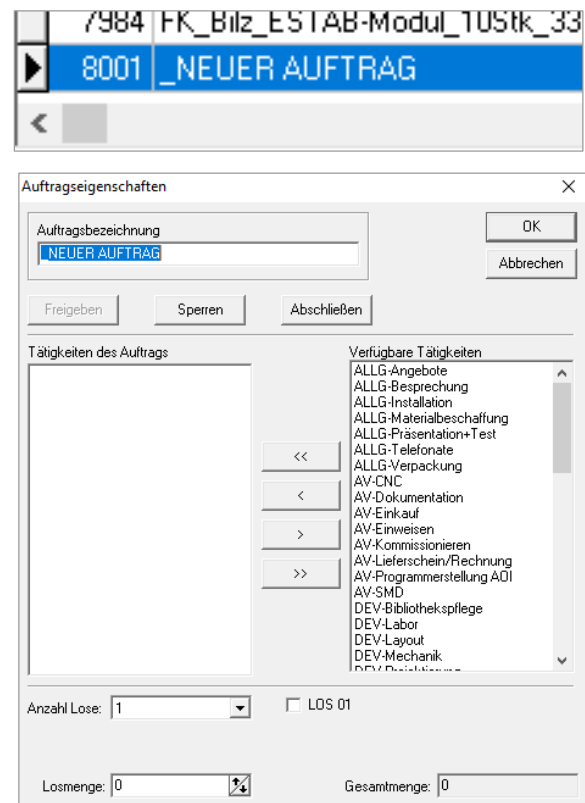 7984 FK_Bilz_ESTAB-Modul_10Stk_33
8001 _NEUER AUFTRAG
Auftragseigenschaften
Auftragsbezeichnung
_NEUER AUFTRAG
OK
Abbrechen
Freigeben Sperren Abschließen
Tätigkeiten des Auftrags
Verfügbare Tätigkeiten
ALLG-Angebote
ALLG-Besprechung
ALLG-Installation
ALLG-Materialbeschaffung
ALLG-Präsentation+Test
ALLG-Telefonate
ALLG-Verpackung
AV-CNC
AV-Dokumentation
AV-Einkauf
AV-Einweisen
AV-Kommissionieren
AV-Lieferschein/Rechnung
AV-Programmerstellung AOI
AV-SMD
DEV-Bibliothekspflege
DEV-Labor
DEV-Layout
DEV-Mechanik
DEV-Projektierung
<<
<
>
>>
Anzahl Lose: 1
LOS 01
Losmenge: 0
Gesamtmenge: 0